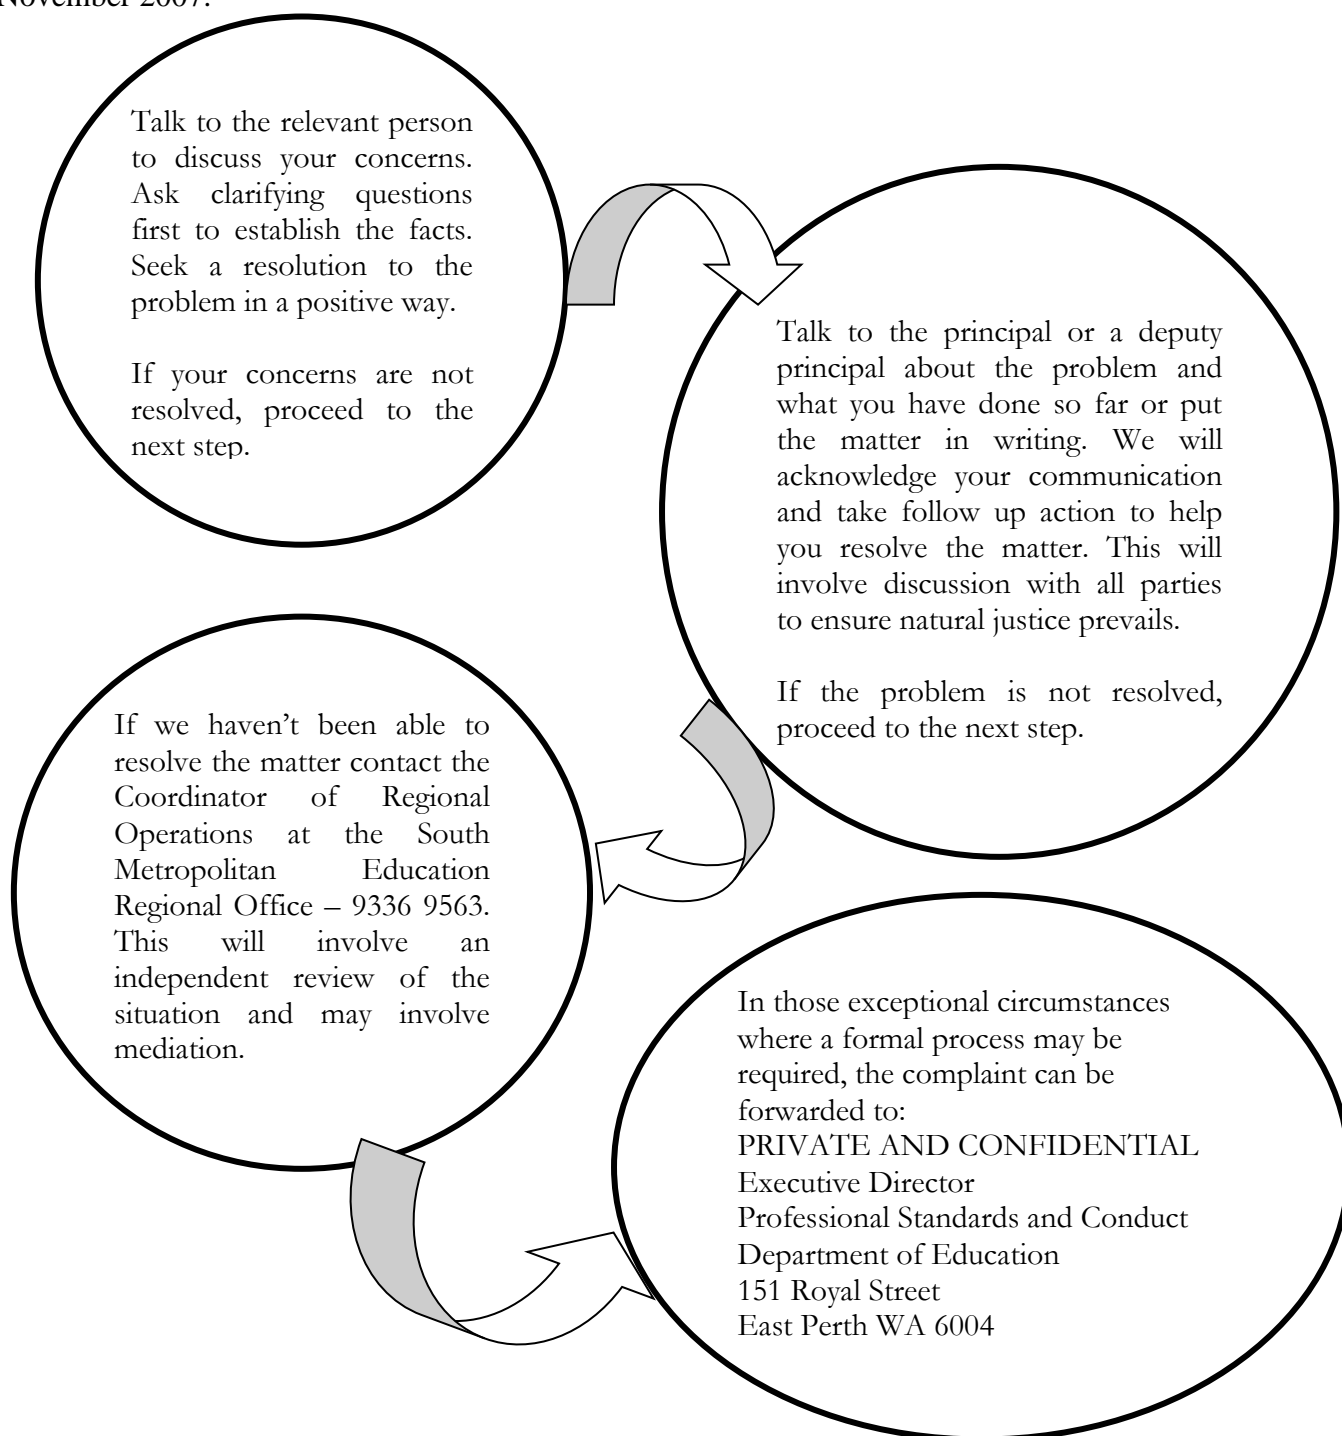 November 2007.
Talk to the relevant person
to discuss your concerns.
Ask clarifying questions
first to establish the facts.
Seek a resolution to the
problem in a positive way.
If your concerns are not
resolved, proceed to the
next step.
Talk to the principal or a deputy
principal about the problem and
what you have done so far or put
the matter in writing. We will
acknowledge your communication
and take follow up action to help
you resolve the matter. This will
involve discussion with all parties
to ensure natural justice prevails.
If the problem is not resolved,
proceed to the next step.
If we haven’t been able to
resolve the matter contact the
Coordinator of Regional
Operations at the South
Metropolitan Education
Regional Office – 9336 9563.
This will involve an
independent review of the
situation and may involve
mediation.
In those exceptional circumstances
where a formal process may be
required, the complaint can be
forwarded to:
PRIVATE AND CONFIDENTIAL
Executive Director
Professional Standards and Conduct
Department of Education
151 Royal Street
East Perth WA 6004